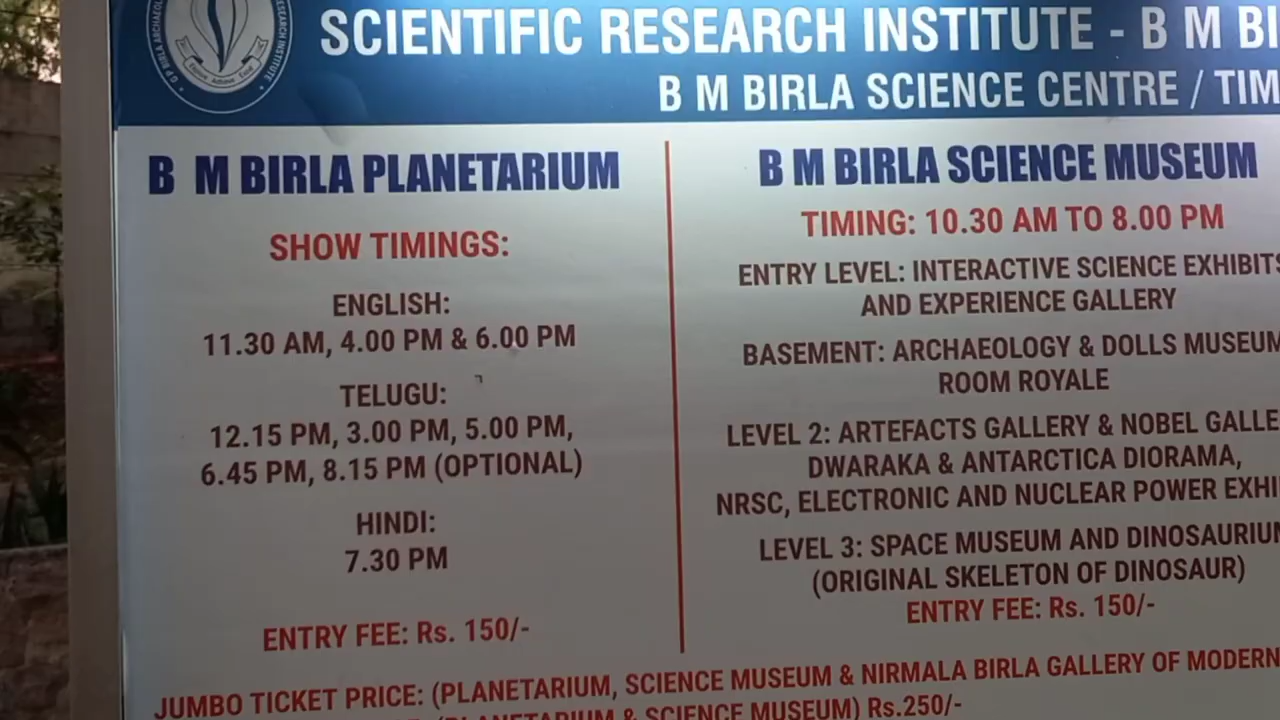 SCIENTIFIC RESEARCH INSTITUTE - B M BI
B M BIRLA SCIENCE CENTRE / TIM
B M BIRLA PLANETARIUM
SHOW TIMINGS:
ENGLISH:
11.30 AM, 4.00 PM & 6.00 PM
TELUGU:
12.15 PM, 3.00 PM, 5.00 PM,
6.45 PM, 8.15 PM (OPTIONAL)
HINDI:
7.30 PM
ENTRY FEE: Rs. 150/-
B M BIRLA SCIENCE MUSEUM
TIMING: 10.30 AM TO 8.00 PM
ENTRY LEVEL: INTERACTIVE SCIENCE EXHIBITS
AND EXPERIENCE GALLERY
BASEMENT: ARCHAEOLOGY & DOLLS MUSEUM
ROOM ROYALE
LEVEL 2: ARTEFACTS GALLERY & NOBEL GALLE
DWARAKA & ANTARCTICA DIORAMA,
NRSC, ELECTRONIC AND NUCLEAR POWER EXHI
LEVEL 3: SPACE MUSEUM AND DINOSAURIUM
(ORIGINAL SKELETON OF DINOSAUR)
ENTRY FEE: Rs. 150/-
JUMBO TICKET PRICE: (PLANETARIUM, SCIENCE MUSEUM & NIRMALA BIRLA GALLERY OF MODERN
(PLANETARIUM & SCIENCE MUSEUM) Rs.250/-